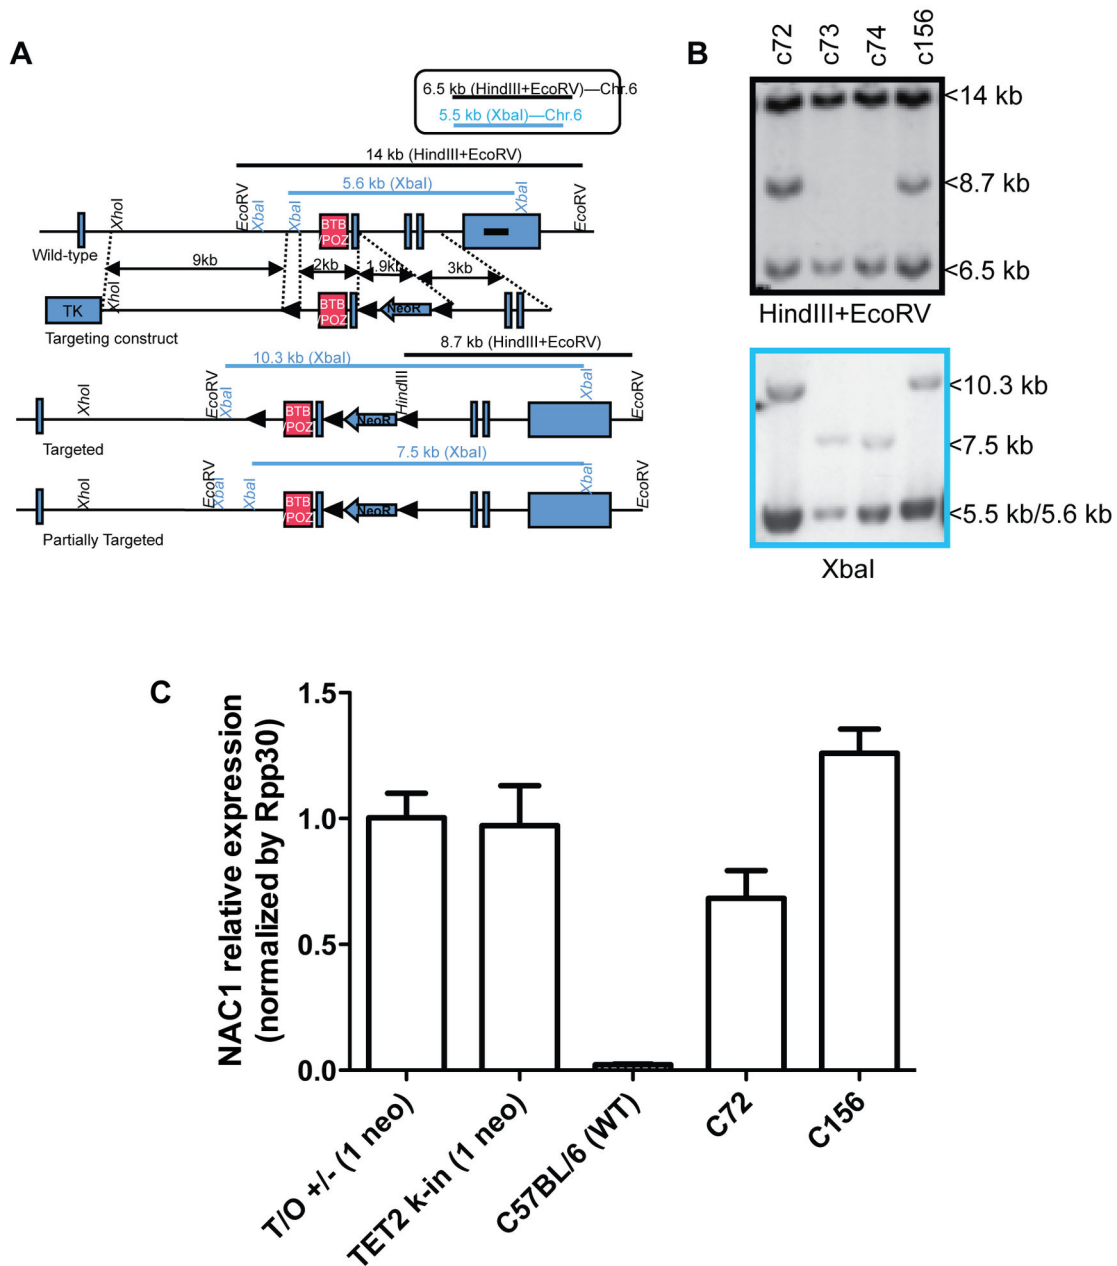 A
6.5 kb (HindIII+EcoRV)—Chr.6
5.5 kb (XbaI)—Chr.6
14 kb (HindIII+EcoRV)
5.6 kb (XbaI)
XhoI
EcoRV
XbaI
XbaI
XbaI
EcoRV
BTB
/POZ
Wild-type
9kb
2kb
1.9kb
3kb
XhoI
TK
BTB
/POZ
NeoR
Targeting construct
8.7 kb (HindIII+EcoRV)
10.3 kb (XbaI)
XhoI
EcoRV
XbaI
HindIII
XbaI
EcoRV
BTB
/POZ
NeoR
Targeted
7.5 kb (XbaI)
XhoI
EcoRV
XbaI
XbaI
XbaI
EcoRV
BTB
/POZ
NeoR
Partially Targeted
B
c72
c73
c74
c156
<14 kb
<8.7 kb
<6.5 kb
HindIII+EcoRV
<10.3 kb
<7.5 kb
<5.5 kb/5.6 kb
XbaI
C
NAC1 relative expression
(normalized by Rpp30)
1.5
1.0
0.5
0.0
T/O +/- (1 neo)
TET2 k-in (1 neo)
C57BL/6 (WT)
C72
C156